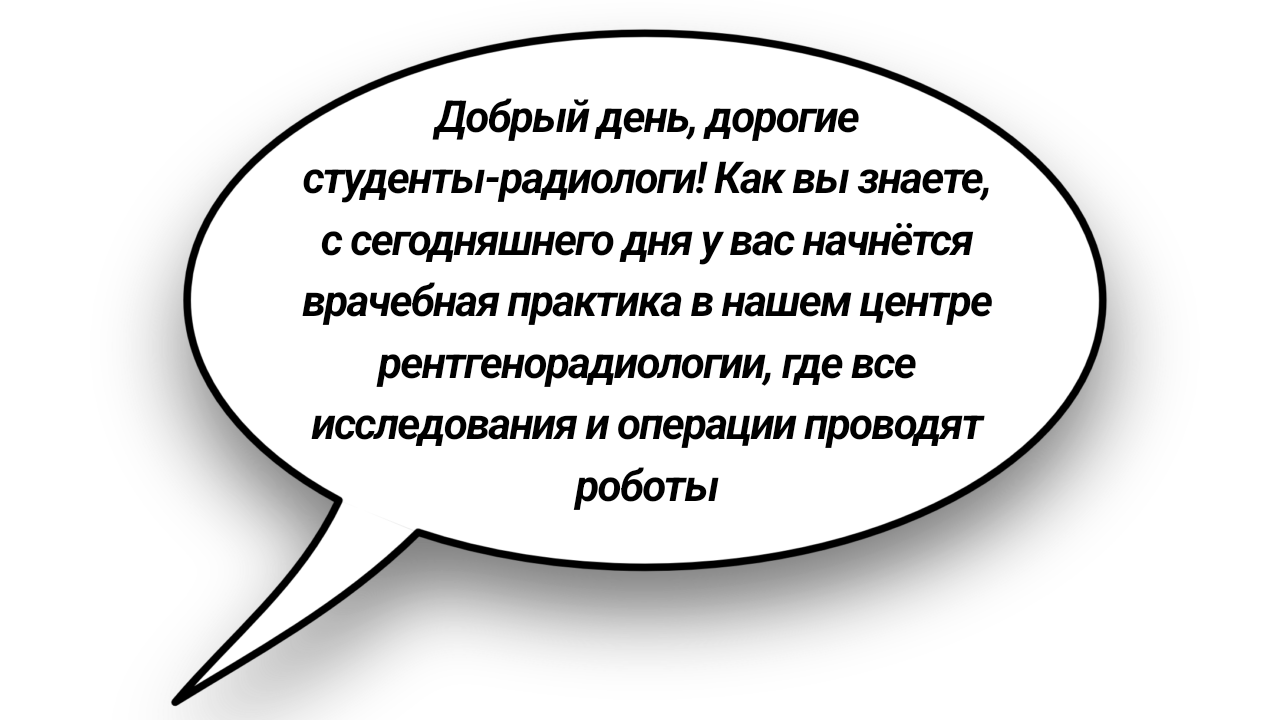 Добрый день, дорогие
студенты-радиологи! Как вы знаете,
с сегодняшнего дня у вас начнётся
врачебная практика в нашем центре
рентгенорадиологии, где все
исследования и операции проводят
роботы